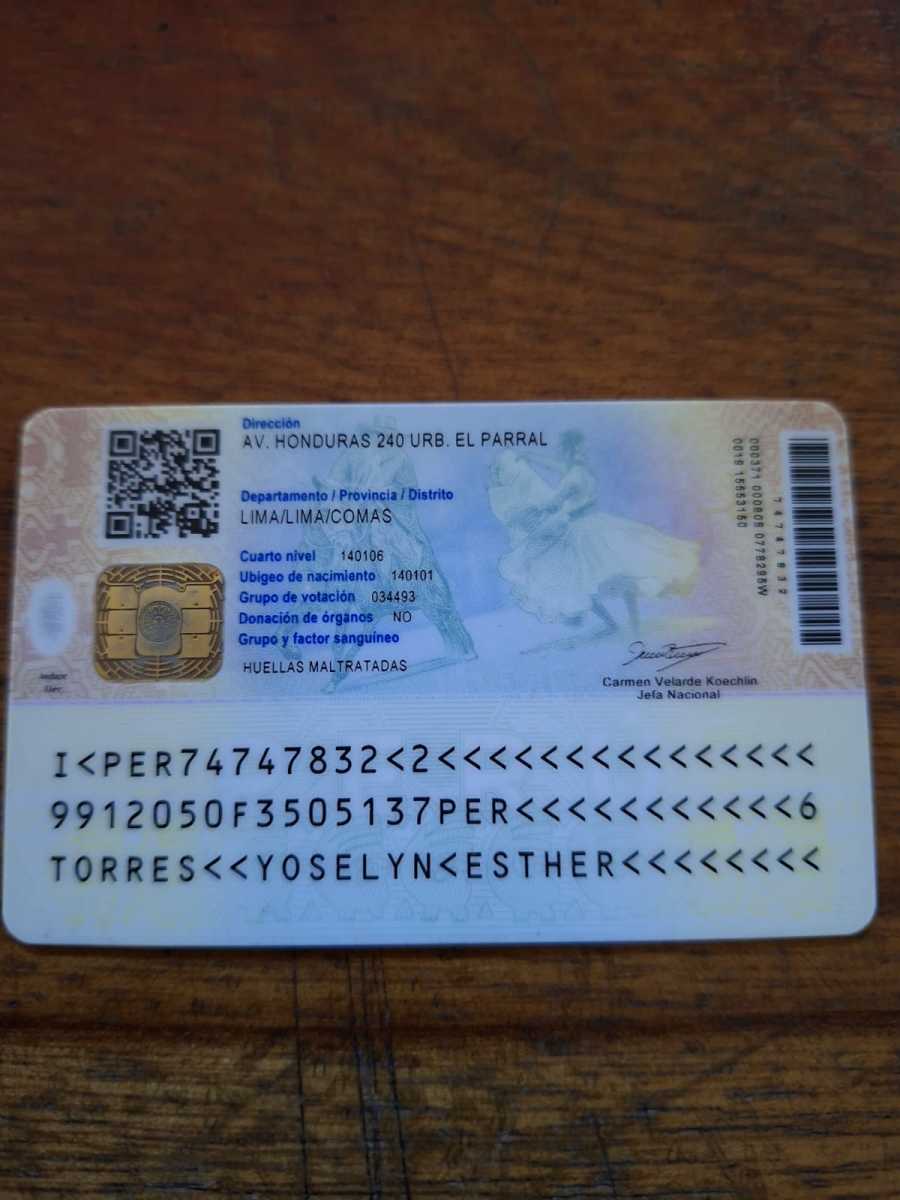 Dirección
AV. HONDURAS 240 URB. EL PARRAL
Departamento / Provincia / Distrito
LIMA/LIMA/COMAS
Cuarto nivel 140106
Ubigeo de nacimiento 140101
Grupo de votación 034493
Donación de órganos NO
Grupo y factor sanguíneo
HUELLAS MALTRATADAS
Carmen Velarde Koechlin
Jefa Nacional
74747832
I<PER74747832<2<<<<<<<<<<<<<<<
9912050F3505137PER<<<<<<<<<<<6
TORRES<<YOSELYN<ESTHER<<<<<<<<